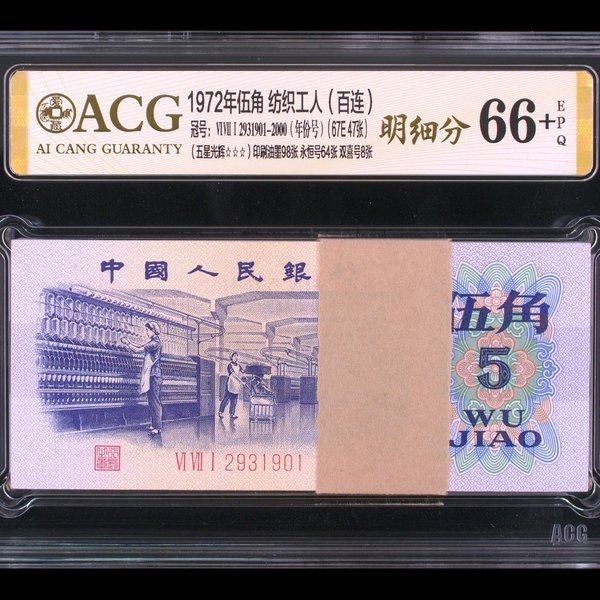 ACG
AI CANG GUARANTY
1972年伍角 纺织工人（百连）
冠号：VIVII I 2931901-2000（年份号）(67E 47张)
（五星光辉☆☆☆）印刷油墨98张 永恒号64张 双喜号8张
明细分 66+
EPQ
中國人民銀
伍角
5
WU
JIAO
VI VII I 2931901
ACG